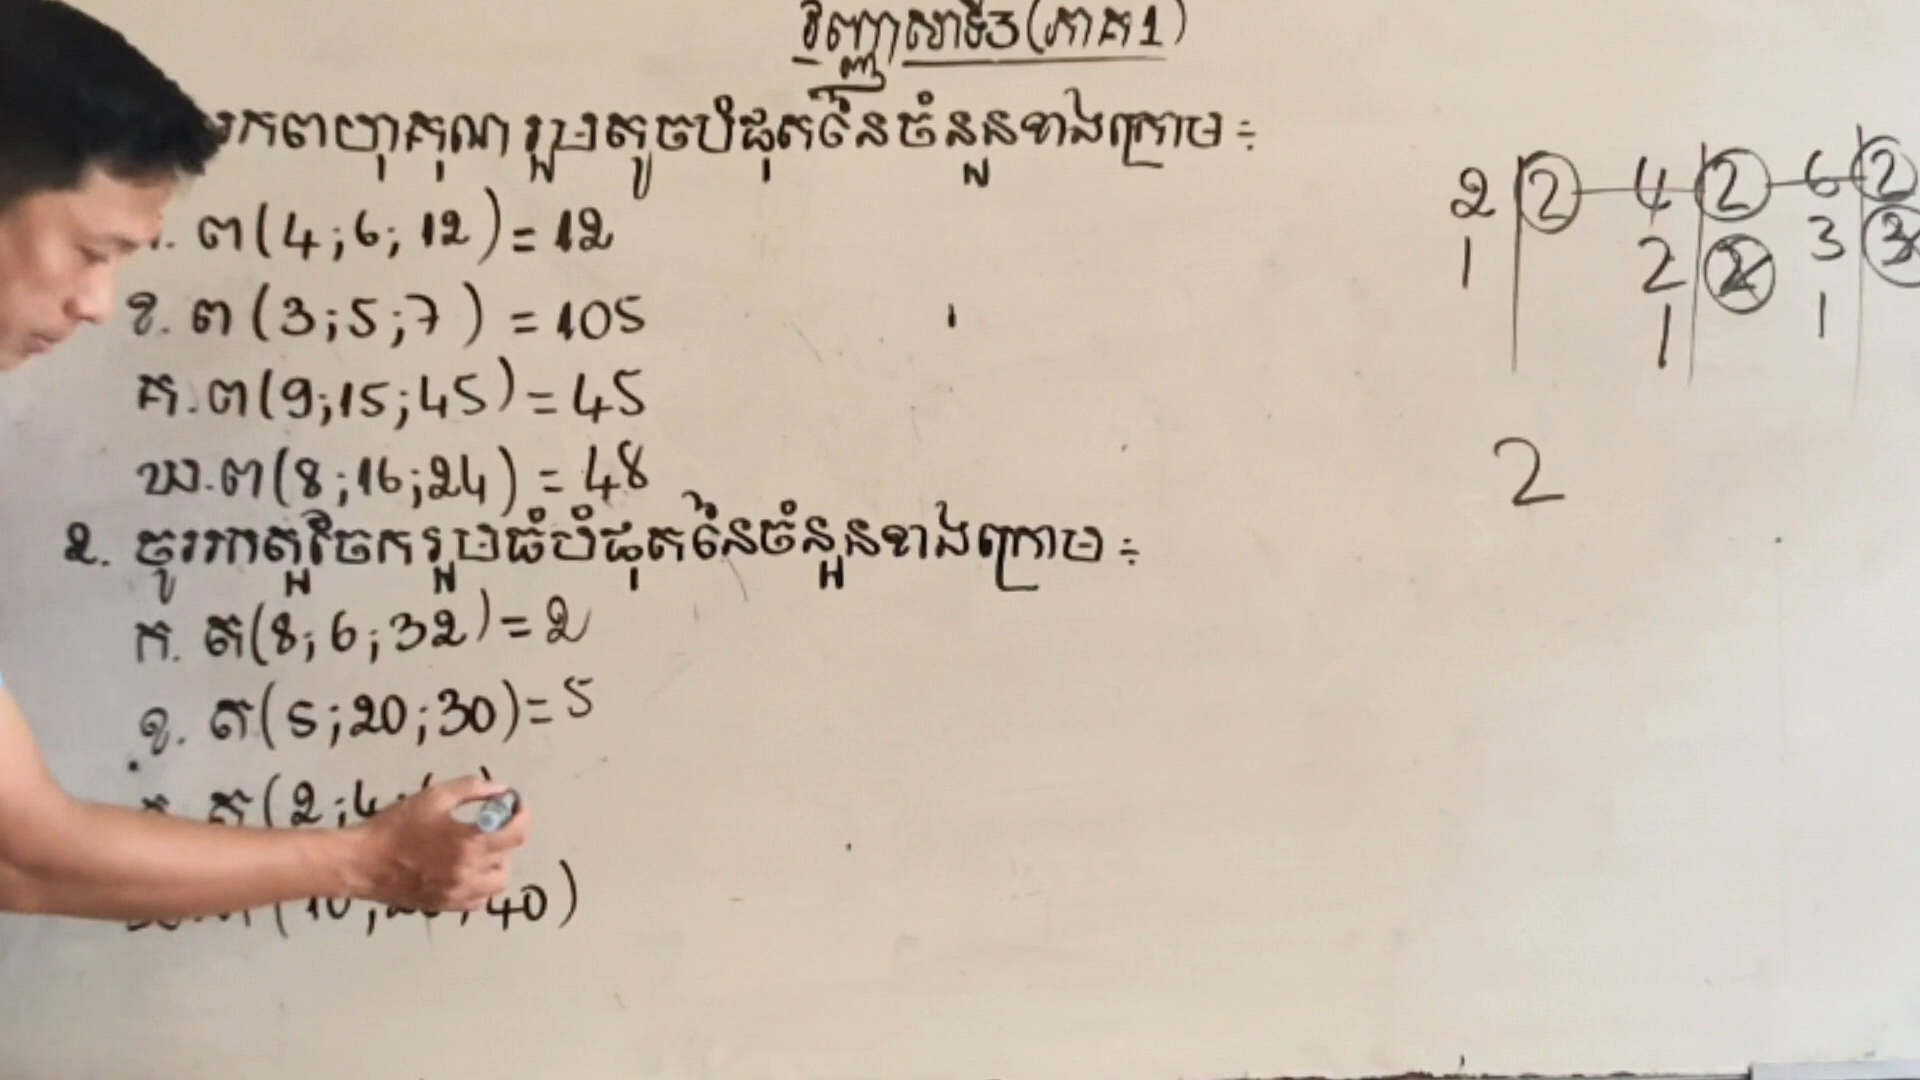 វិញ្ញាសាទី3(ភាគ1)
រកពហុគុណរួមតូចបំផុតនៃចំនួនខាងក្រោម ÷
ព(4;6;12)=12
ខ. ព(3;5;7)=105
គ.ព(9;15;45)=45
ឃ.ព(8;16;24)=48
2. ចូររកតួចែករួមធំបំផុតនៃចំនួនខាងក្រោម ÷
ក. ត(8;6;32)=2
ខ. ត(5;20;30)=5
ត(2;4;
40)
2 2 4 2 6 2
1 2 2 3 3
1 1
2